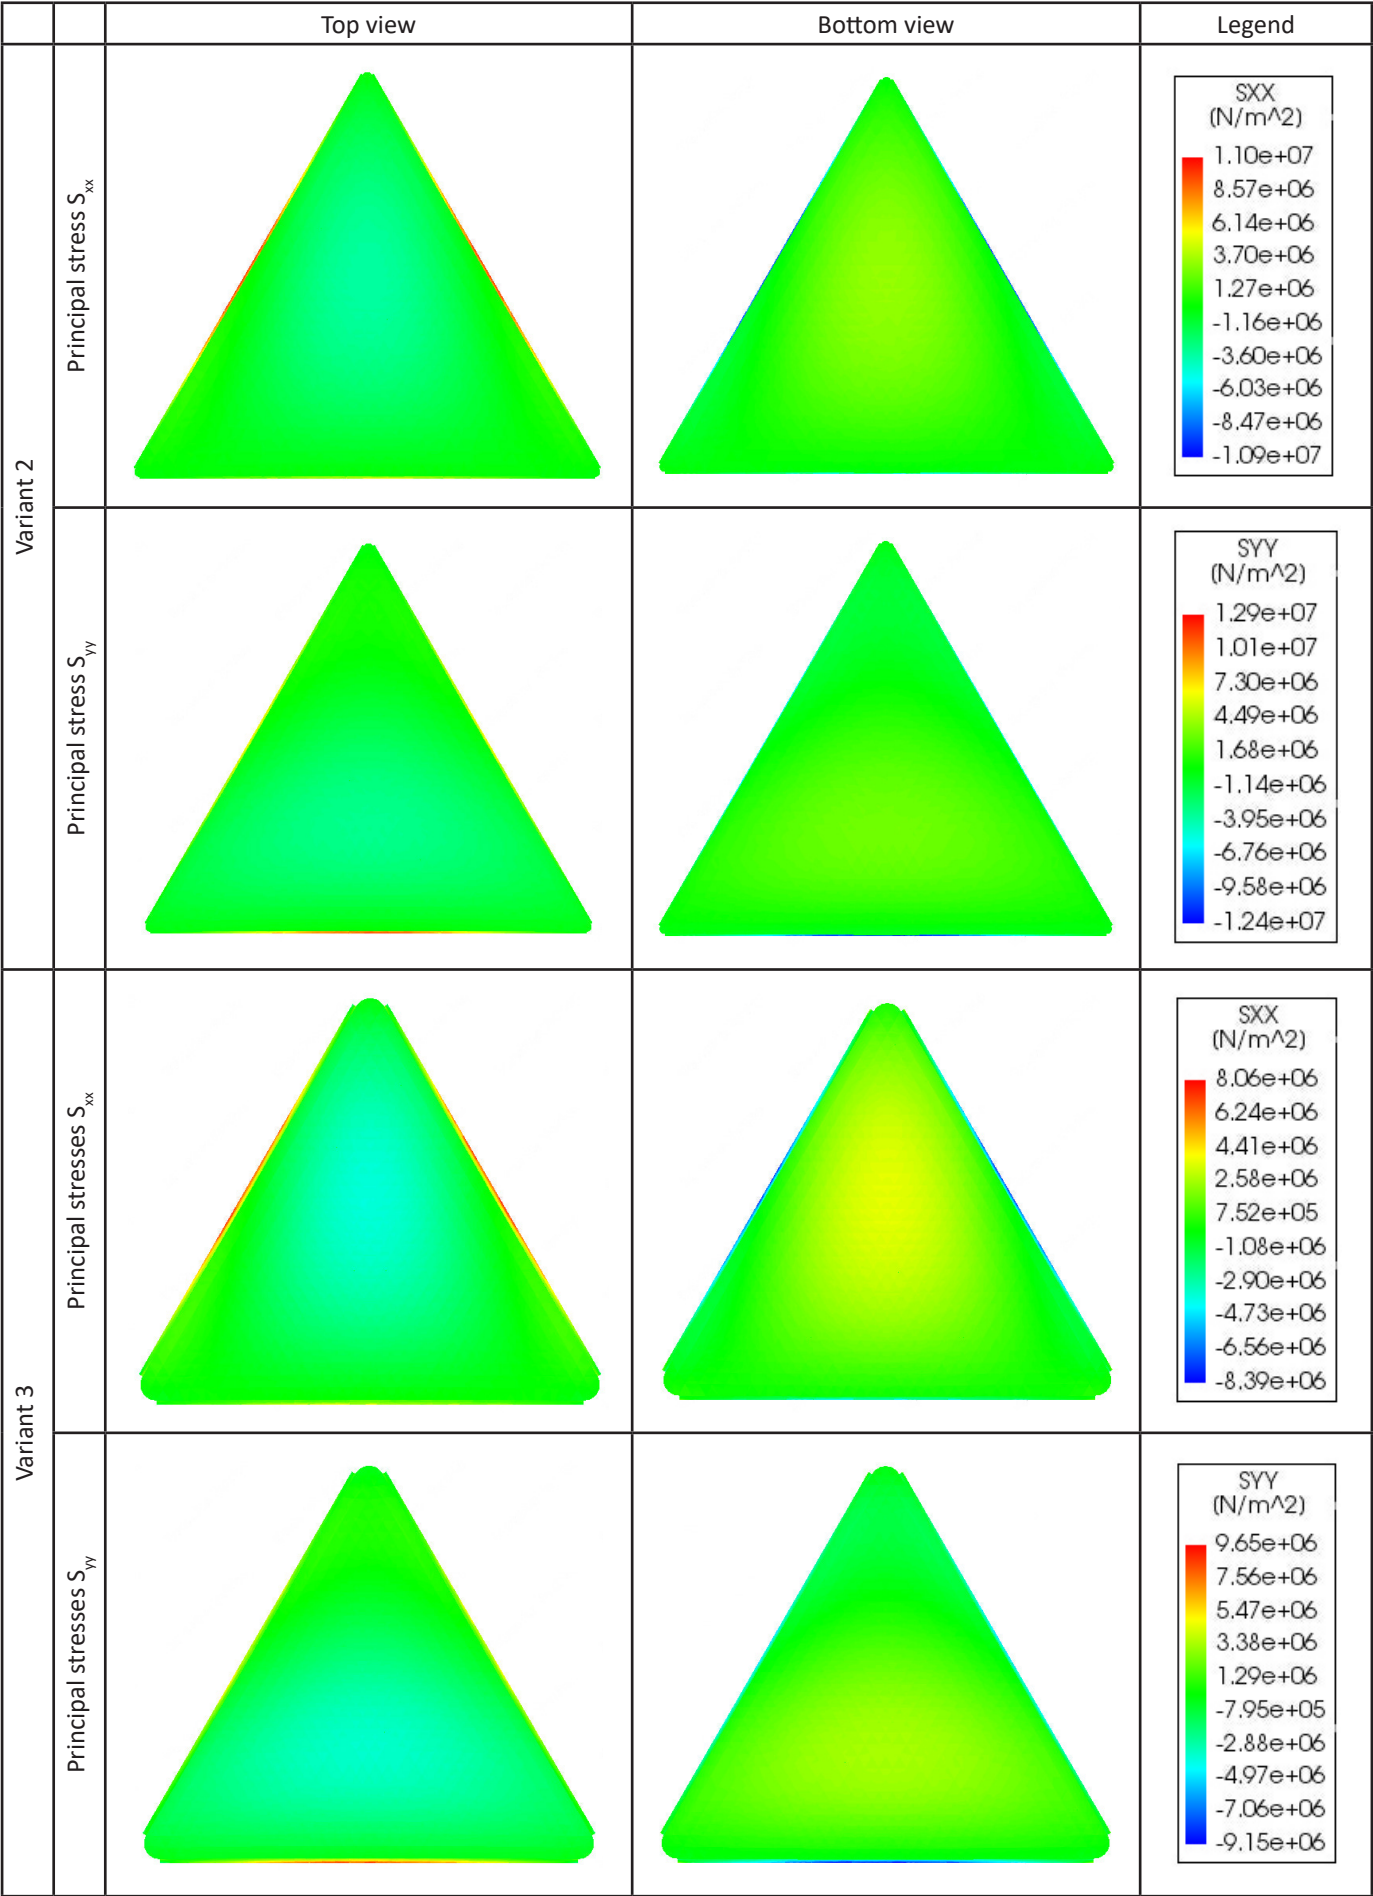 Top view
Bottom view
Legend
Variant 2
Principal stress Sxx
SXX
(N/m^2)
1.10e+07
8.57e+06
6.14e+06
3.70e+06
1.27e+06
-1.16e+06
-3.60e+06
-6.03e+06
-8.47e+06
-1.09e+07
Principal stress Syy
SYY
(N/m^2)
1.29e+07
1.01e+07
7.30e+06
4.49e+06
1.68e+06
-1.14e+06
-3.95e+06
-6.76e+06
-9.58e+06
-1.24e+07
Variant 3
Principal stresses Sxx
SXX
(N/m^2)
8.06e+06
6.24e+06
4.41e+06
2.58e+06
7.52e+05
-1.08e+06
-2.90e+06
-4.73e+06
-6.56e+06
-8.39e+06
Principal stresses Syy
SYY
(N/m^2)
9.65e+06
7.56e+06
5.47e+06
3.38e+06
1.29e+06
-7.95e+05
-2.88e+06
-4.97e+06
-7.06e+06
-9.15e+06